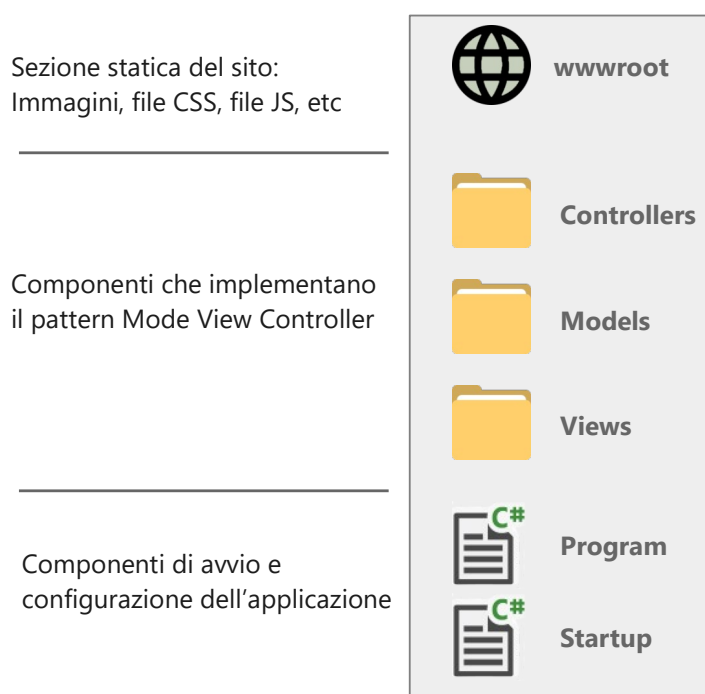 Sezione statica del sito:
Immagini, file CSS, file JS, etc
wwwroot
Controllers
Componenti che implementano
il pattern Mode View Controller
Models
Views
C#
Program
Componenti di avvio e
configurazione dell’applicazione
C#
Startup